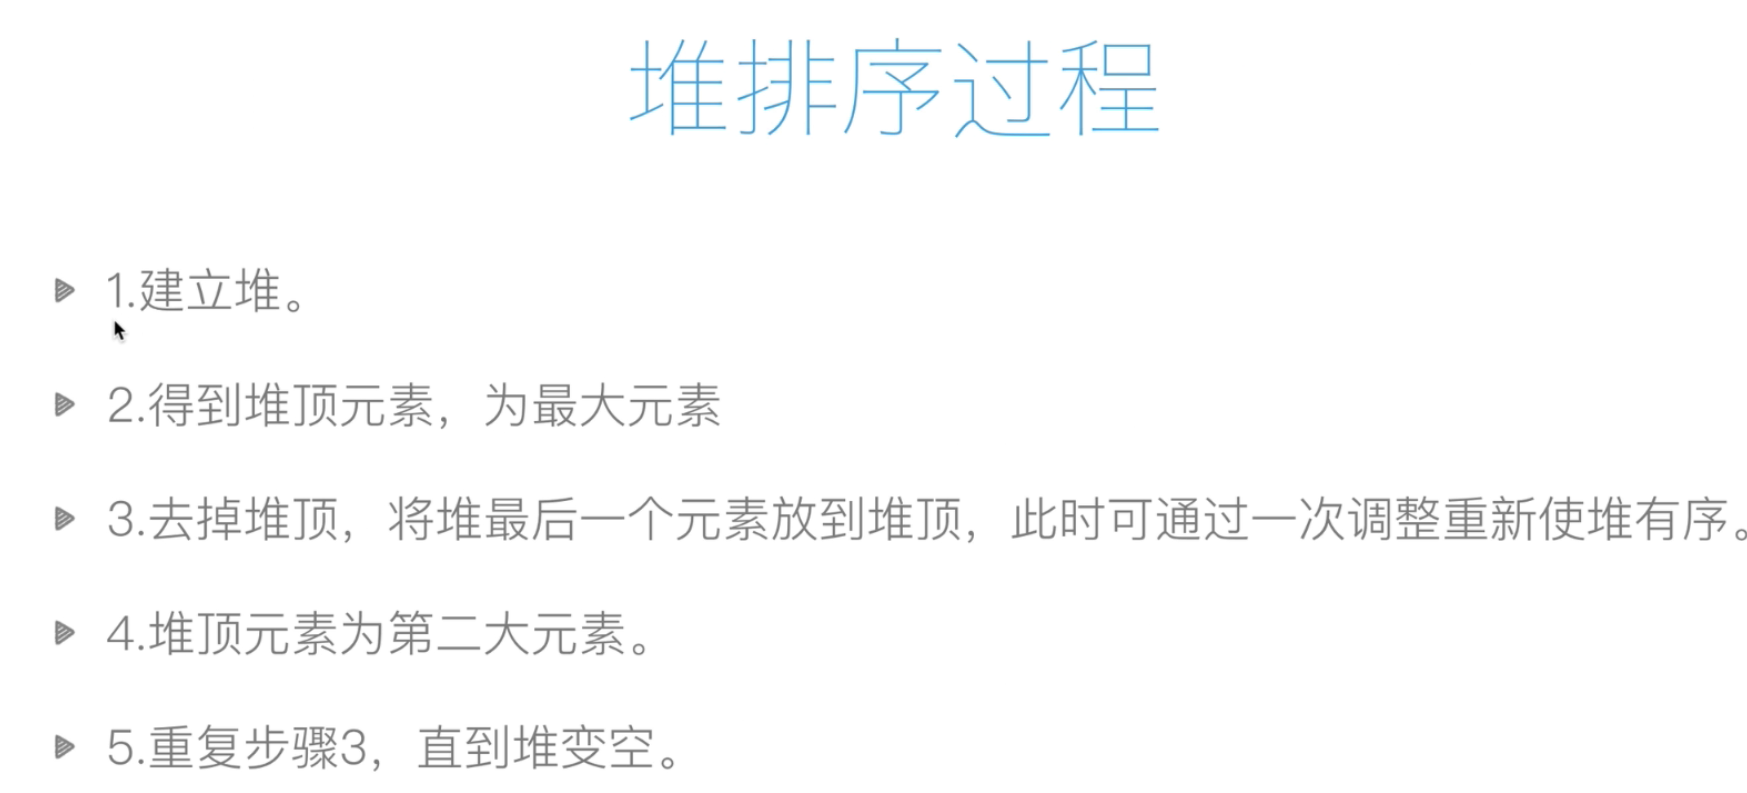 堆排序过程
1.建立堆。
2.得到堆顶元素，为最大元素
3.去掉堆顶，将堆最后一个元素放到堆顶，此时可通过一次调整重新使堆有序。
4.堆顶元素为第二大元素。
5.重复步骤3，直到堆变空。